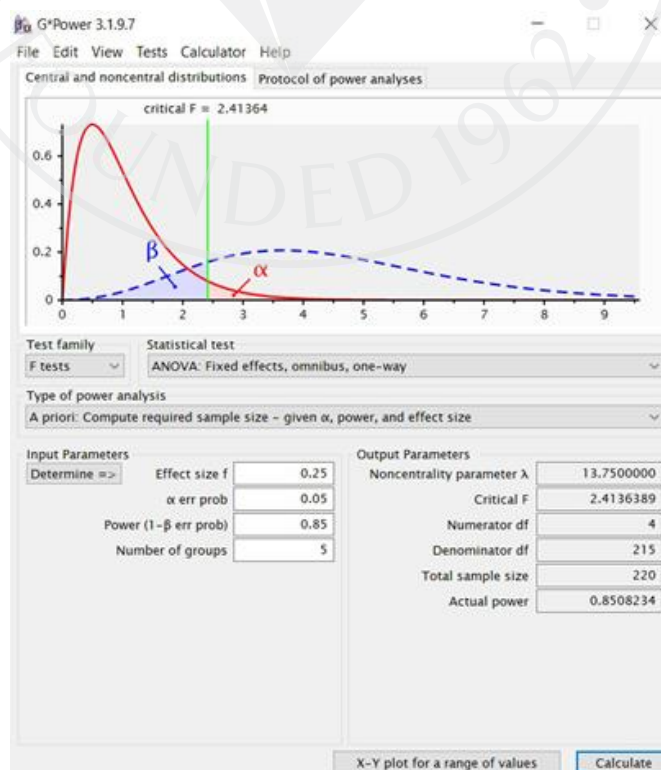 βα G*Power 3.1.9.7
File Edit View Tests Calculator Help
Central and noncentral distributions Protocol of power analyses
critical F = 2.41364
0.6
0.4
0.2
0
β
α
0 1 2 3 4 5 6 7 8 9
Test family Statistical test
F tests ANOVA: Fixed effects, omnibus, one-way
Type of power analysis
A priori: Compute required sample size – given α, power, and effect size
Input Parameters Output Parameters
Determine => Effect size f 0.25 Noncentrality parameter λ 13.7500000
α err prob 0.05 Critical F 2.4136389
Power (1-β err prob) 0.85 Numerator df 4
Number of groups 5 Denominator df 215
Total sample size 220
Actual power 0.8508234
X-Y plot for a range of values Calculate
FOUNDED 1962